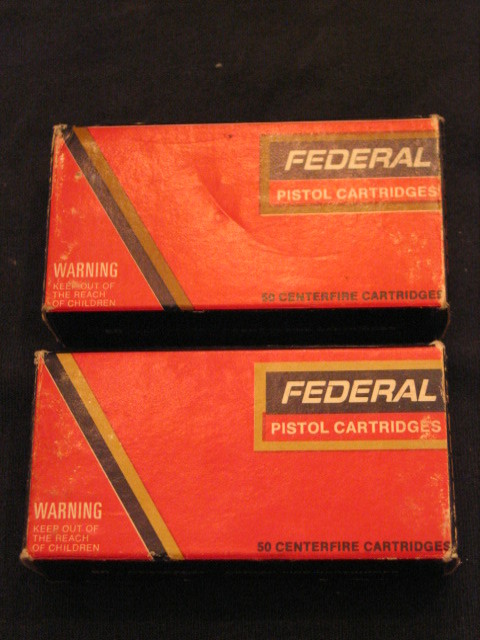 FEDERAL
PISTOL CARTRIDGES
WARNING
KEEP OUT OF
THE REACH
OF CHILDREN
50 CENTERFIRE CARTRIDGES
FEDERAL
PISTOL CARTRIDGES
WARNING
KEEP OUT OF
THE REACH
OF CHILDREN
50 CENTERFIRE CARTRIDGES